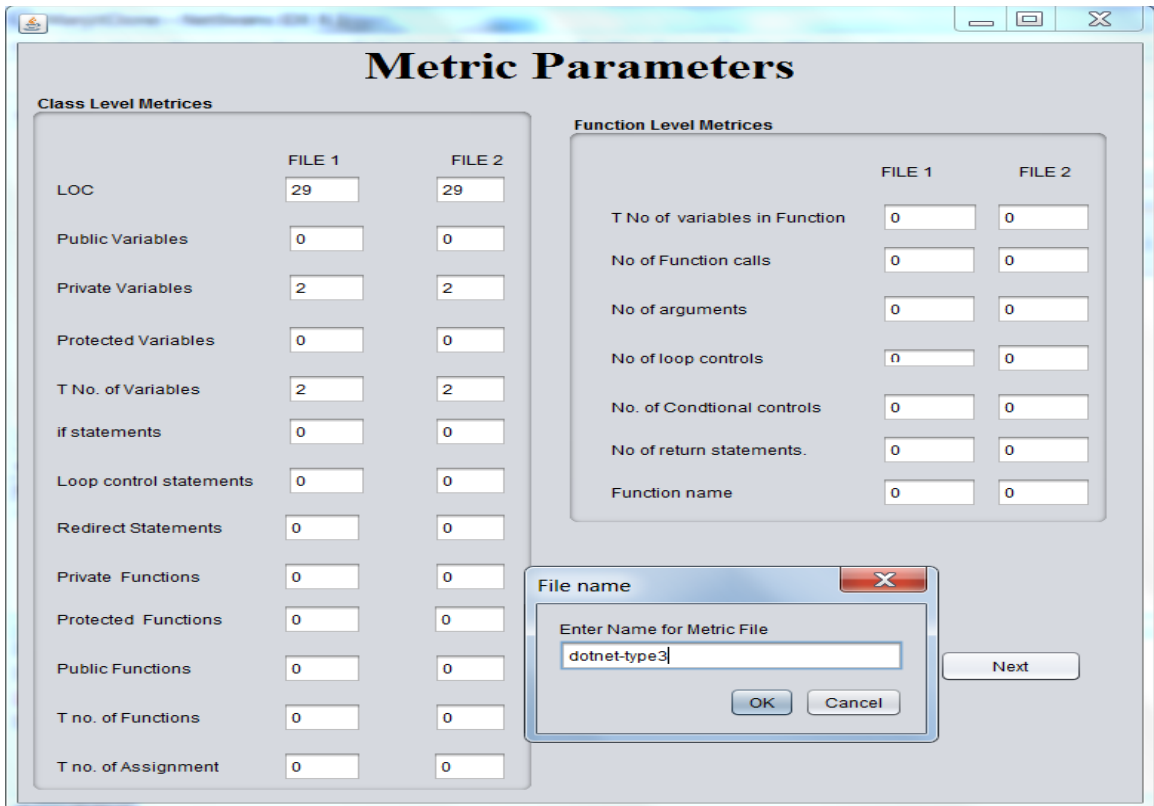 Metric Parameters
Class Level Metrices
FILE 1 FILE 2
LOC 29 29
Public Variables 0 0
Private Variables 2 2
Protected Variables 0 0
T No. of Variables 2 2
if statements 0 0
Loop control statements 0 0
Redirect Statements 0 0
Private Functions 0 0
Protected Functions 0 0
Public Functions 0 0
T no. of Functions 0 0
T no. of Assignment 0 0
Function Level Metrices
FILE 1 FILE 2
T No of variables in Function 0 0
No of Function calls 0 0
No of arguments 0 0
No of loop controls 0 0
No. of Condtional controls 0 0
No of return statements. 0 0
Function name 0 0
File name
Enter Name for Metric File
dotnet-type3
OK Cancel
Next